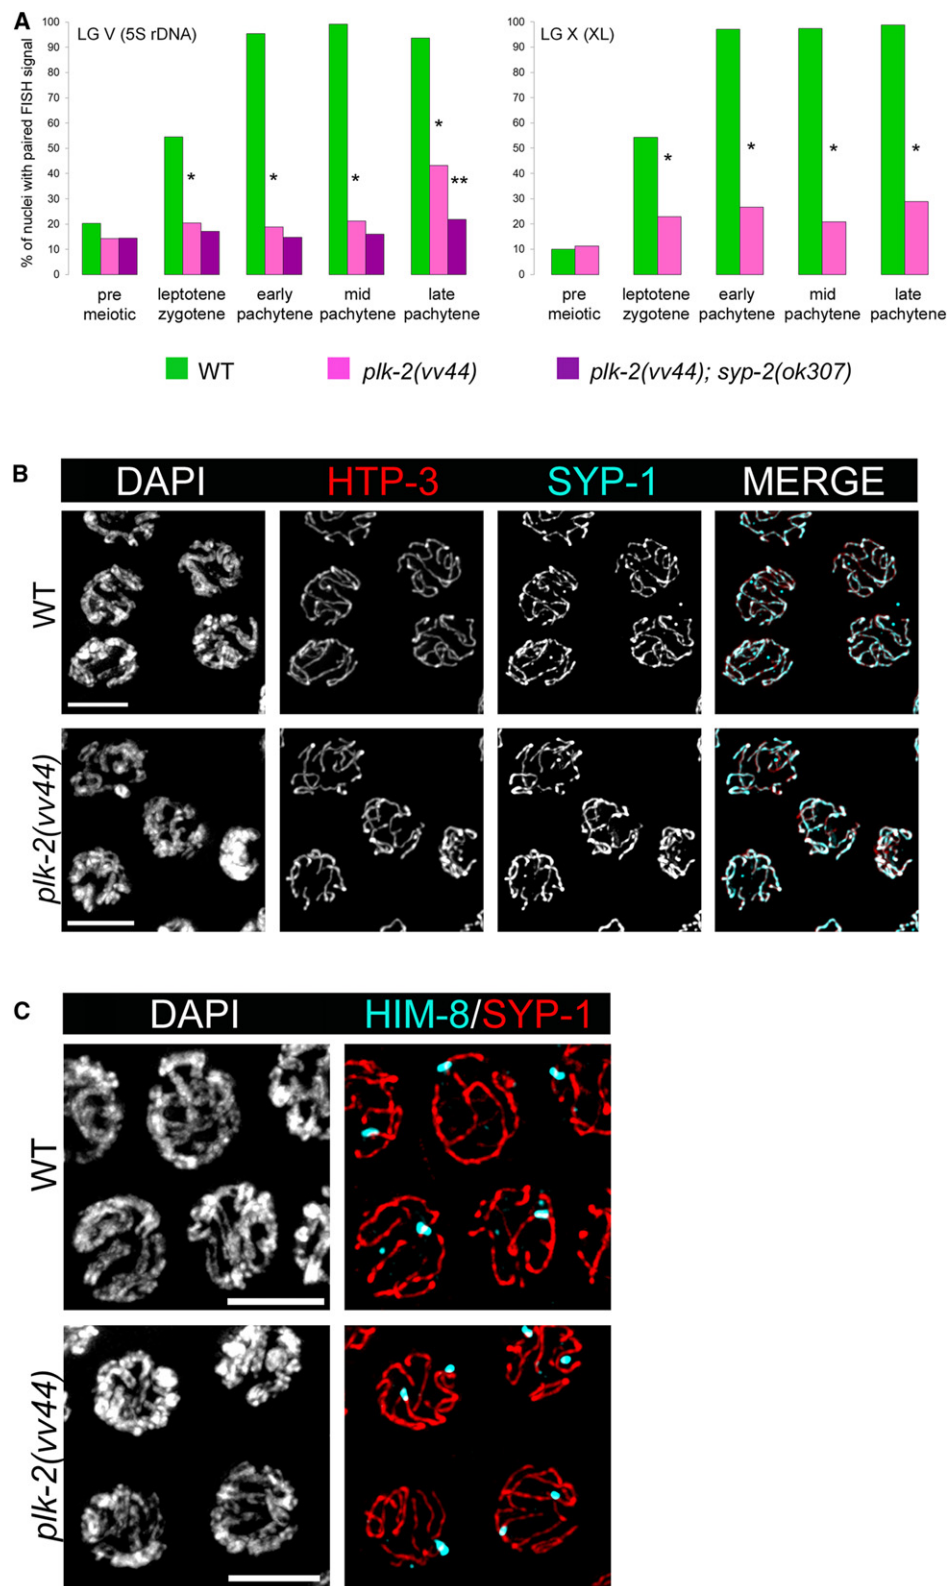 A
% of nuclei with paired FISH signal
100
90
80
70
60
50
40
30
20
10
0
LG V (5S rDNA)
*
*
*
*
**
pre meiotic
leptotene zygotene
early pachytene
mid pachytene
late pachytene
100
90
80
70
60
50
40
30
20
10
0
LG X (XL)
*
*
*
*
pre meiotic
leptotene zygotene
early pachytene
mid pachytene
late pachytene
WT
plk-2(vv44)
plk-2(vv44); syp-2(ok307)
B
DAPI HTP-3 SYP-1 MERGE
WT
plk-2(vv44)
C
DAPI HIM-8/SYP-1
WT
plk-2(vv44)